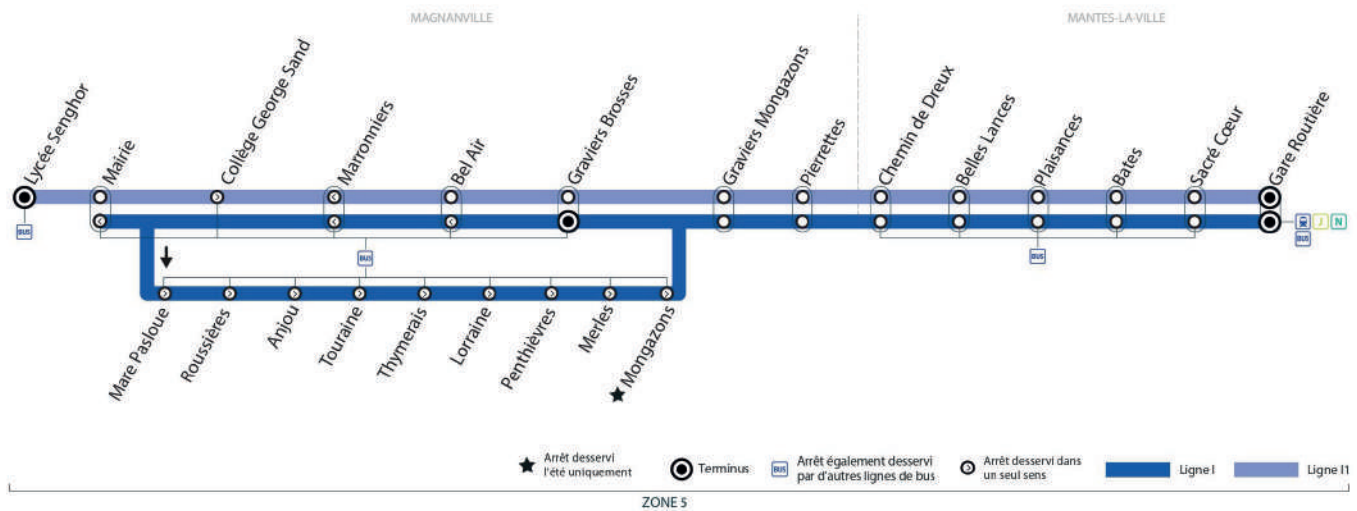 MAGNANVILLE
MANTES-LA-VILLE
Lycée Senghor
Mairie
Collège George Sand
Marronniers
Bel Air
Graviers Brosses
Graviers Mongazons
Pierrettes
Chemin de Dreux
Belles Lances
Plaisances
Bates
Sacré Cœur
Gare Routière
BUS
J
N
BUS
BUS
BUS
Mare Pasloue
Roussières
Anjou
Touraine
Thymerais
Lorraine
Penthièvres
Merles
Mongazons
Arrêt desservi
l'été uniquement
Terminus
BUS
Arrêt également desservi
par d'autres lignes de bus
Arrêt desservi dans
un seul sens
Ligne I
Ligne I1
ZONE 5